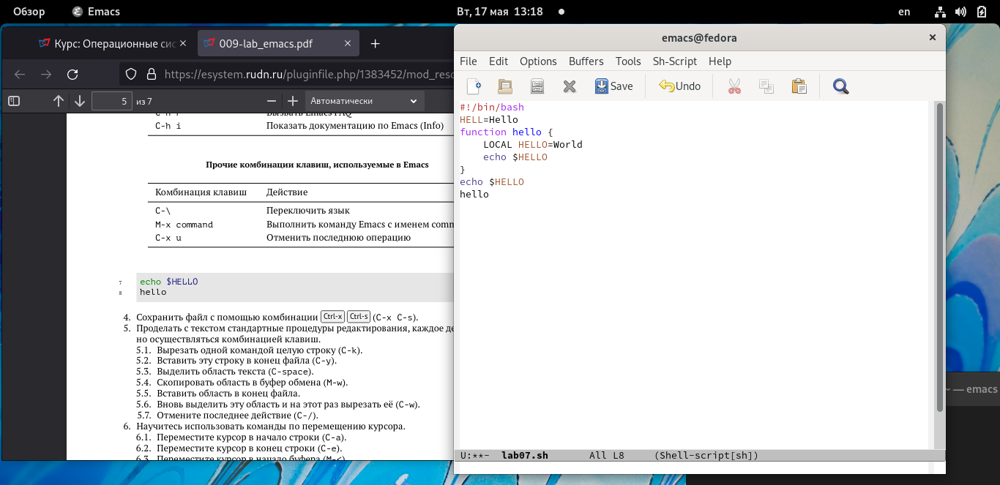 Обзор Emacs Вт, 17 мая 13:18 en
Курс: Операционные сис × 009-lab_emacs.pdf × +
https://esystem.rudn.ru/pluginfile.php/1383452/mod_reso
5 из 7 − + Автоматически
C-h i Показать документацию по Emacs (Info)
Прочие комбинации клавиш, используемые в Emacs
Комбинация клавиш Действие
C-\ Переключить язык
M-x command Выполнить команду Emacs с именем comm
C-x u Отменить последнюю операцию
7 echo $HELLO
8 hello
4. Сохранить файл с помощью комбинации Ctrl-x Ctrl-s (C-x C-s).
5. Проделать с текстом стандартные процедуры редактирования, каждое де
но осуществляться комбинацией клавиш.
5.1. Вырезать одной командой целую строку (C-k).
5.2. Вставить эту строку в конец файла (C-y).
5.3. Выделить область текста (C-space).
5.4. Скопировать область в буфер обмена (M-w).
5.5. Вставить область в конец файла.
5.6. Вновь выделить эту область и на этот раз вырезать её (C-w).
5.7. Отмените последнее действие (C-/).
6. Научитесь использовать команды по перемещению курсора.
6.1. Переместите курсор в начало строки (C-a).
6.2. Переместите курсор в конец строки (C-e).
6.3. Переместите курсор в начало буфера (M-<)
emacs@fedora ×
File Edit Options Buffers Tools Sh-Script Help
Save Undo
#!/bin/bash
HELL=Hello
function hello {
    LOCAL HELLO=World
    echo $HELLO
}
echo $HELLO
hello
U:**- lab07.sh All L8 (Shell-script[sh])
~ — emacs